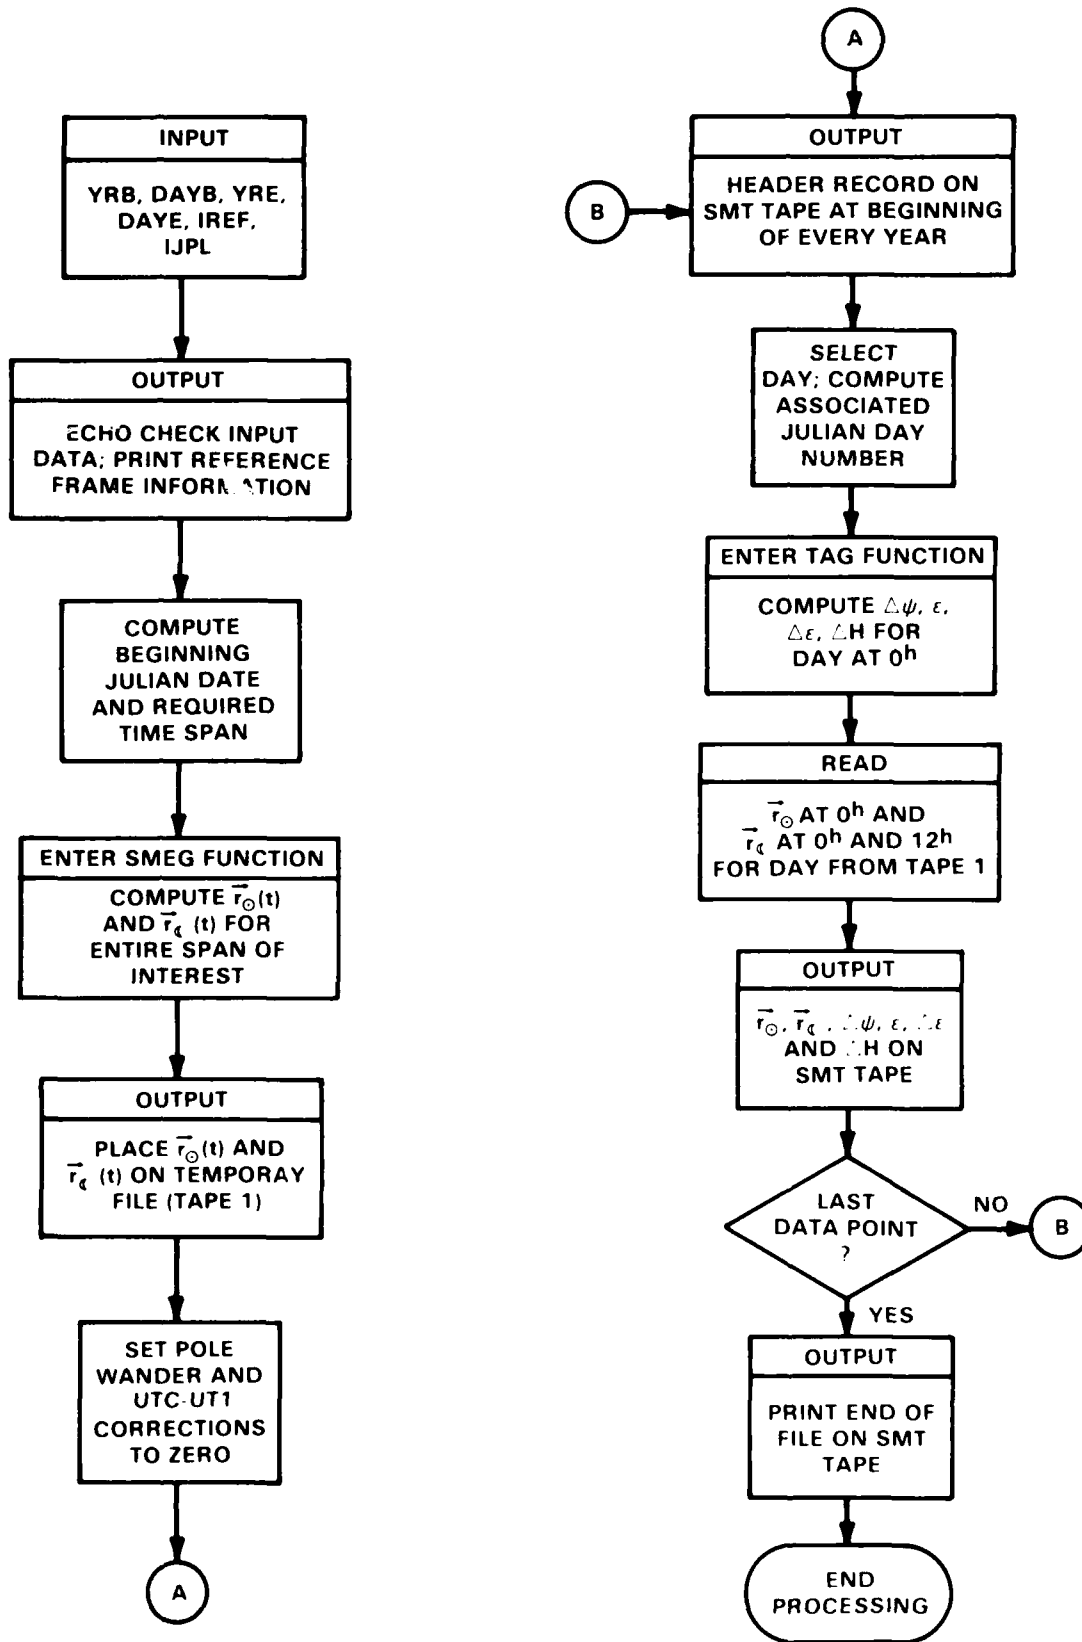 INPUT
YRB, DAYB, YRE,
DAYE, IREF,
IJPL
OUTPUT
ECHO CHECK INPUT
DATA; PRINT REFERENCE
FRAME INFORMATION
COMPUTE
BEGINNING
JULIAN DATE
AND REQUIRED
TIME SPAN
ENTER SMEG FUNCTION
COMPUTE r⃗☉(t)
AND r⃗☾(t) FOR
ENTIRE SPAN OF
INTEREST
OUTPUT
PLACE r⃗☉(t) AND
r⃗☾(t) ON TEMPORAY
FILE (TAPE 1)
SET POLE
WANDER AND
UTC-UT1
CORRECTIONS
TO ZERO
A
A
OUTPUT
HEADER RECORD ON
SMT TAPE AT BEGINNING
OF EVERY YEAR
B
SELECT
DAY; COMPUTE
ASSOCIATED
JULIAN DAY
NUMBER
ENTER TAG FUNCTION
COMPUTE Δψ, ε,
Δε, ΔH FOR
DAY AT 0ʰ
READ
r⃗☉ AT 0ʰ AND
r⃗☾ AT 0ʰ AND 12ʰ
FOR DAY FROM TAPE 1
OUTPUT
r⃗☉, r⃗☾, Δψ, ε, Δε
AND ΔH ON
SMT TAPE
LAST
DATA POINT
?
NO
B
YES
OUTPUT
PRINT END OF
FILE ON SMT
TAPE
END
PROCESSING